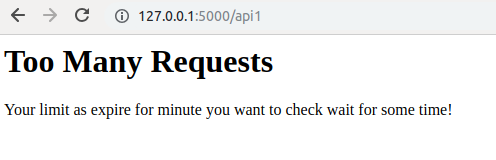 127.0.0.1:5000/api1
Too Many Requests
Your limit as expire for minute you want to check wait for some time!